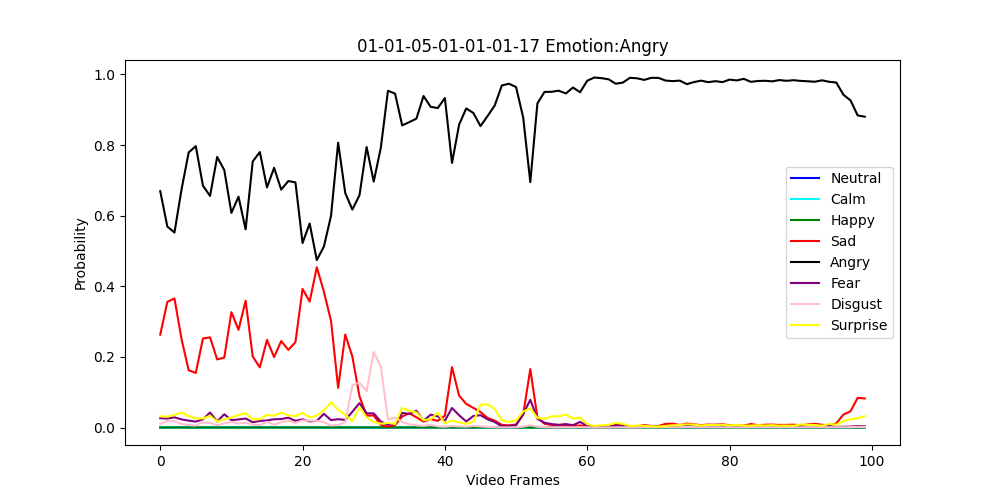 01-01-05-01-01-01-17 Emotion:Angry
1.0
0.8
0.6
0.4
0.2
0.0
Probability
0
20
40
60
80
100
Video Frames
Neutral
Calm
Happy
Sad
Angry
Fear
Disgust
Surprise